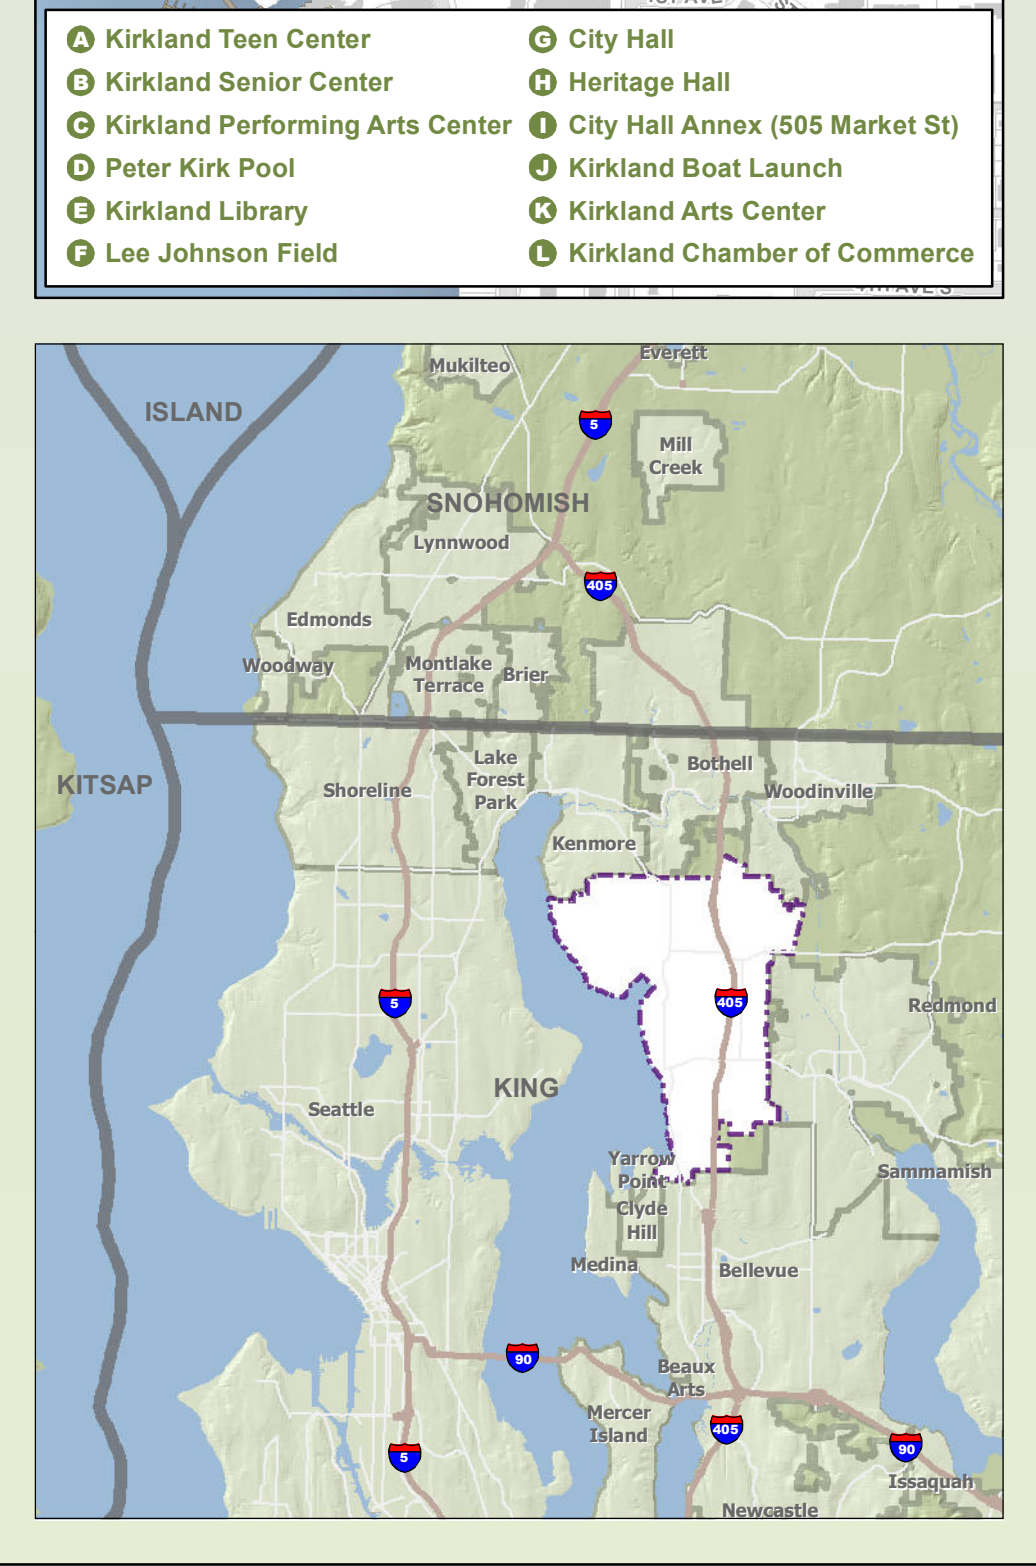 1ST AVE
A Kirkland Teen Center
B Kirkland Senior Center
C Kirkland Performing Arts Center
D Peter Kirk Pool
E Kirkland Library
F Lee Johnson Field
G City Hall
H Heritage Hall
I City Hall Annex (505 Market St)
J Kirkland Boat Launch
K Kirkland Arts Center
L Kirkland Chamber of Commerce
4TH AVE S
Everett
Mukilteo
ISLAND
5
Mill
Creek
SNOHOMISH
Lynnwood
405
Edmonds
Woodway
Montlake
Terrace
Brier
KITSAP
Shoreline
Lake
Forest
Park
Bothell
Woodinville
Kenmore
5
405
Redmond
KING
Seattle
Yarrow
Point
Sammamish
Clyde
Hill
Medina
Bellevue
90
Beaux
Arts
Mercer
Island
405
90
5
Issaquah
Newcastle